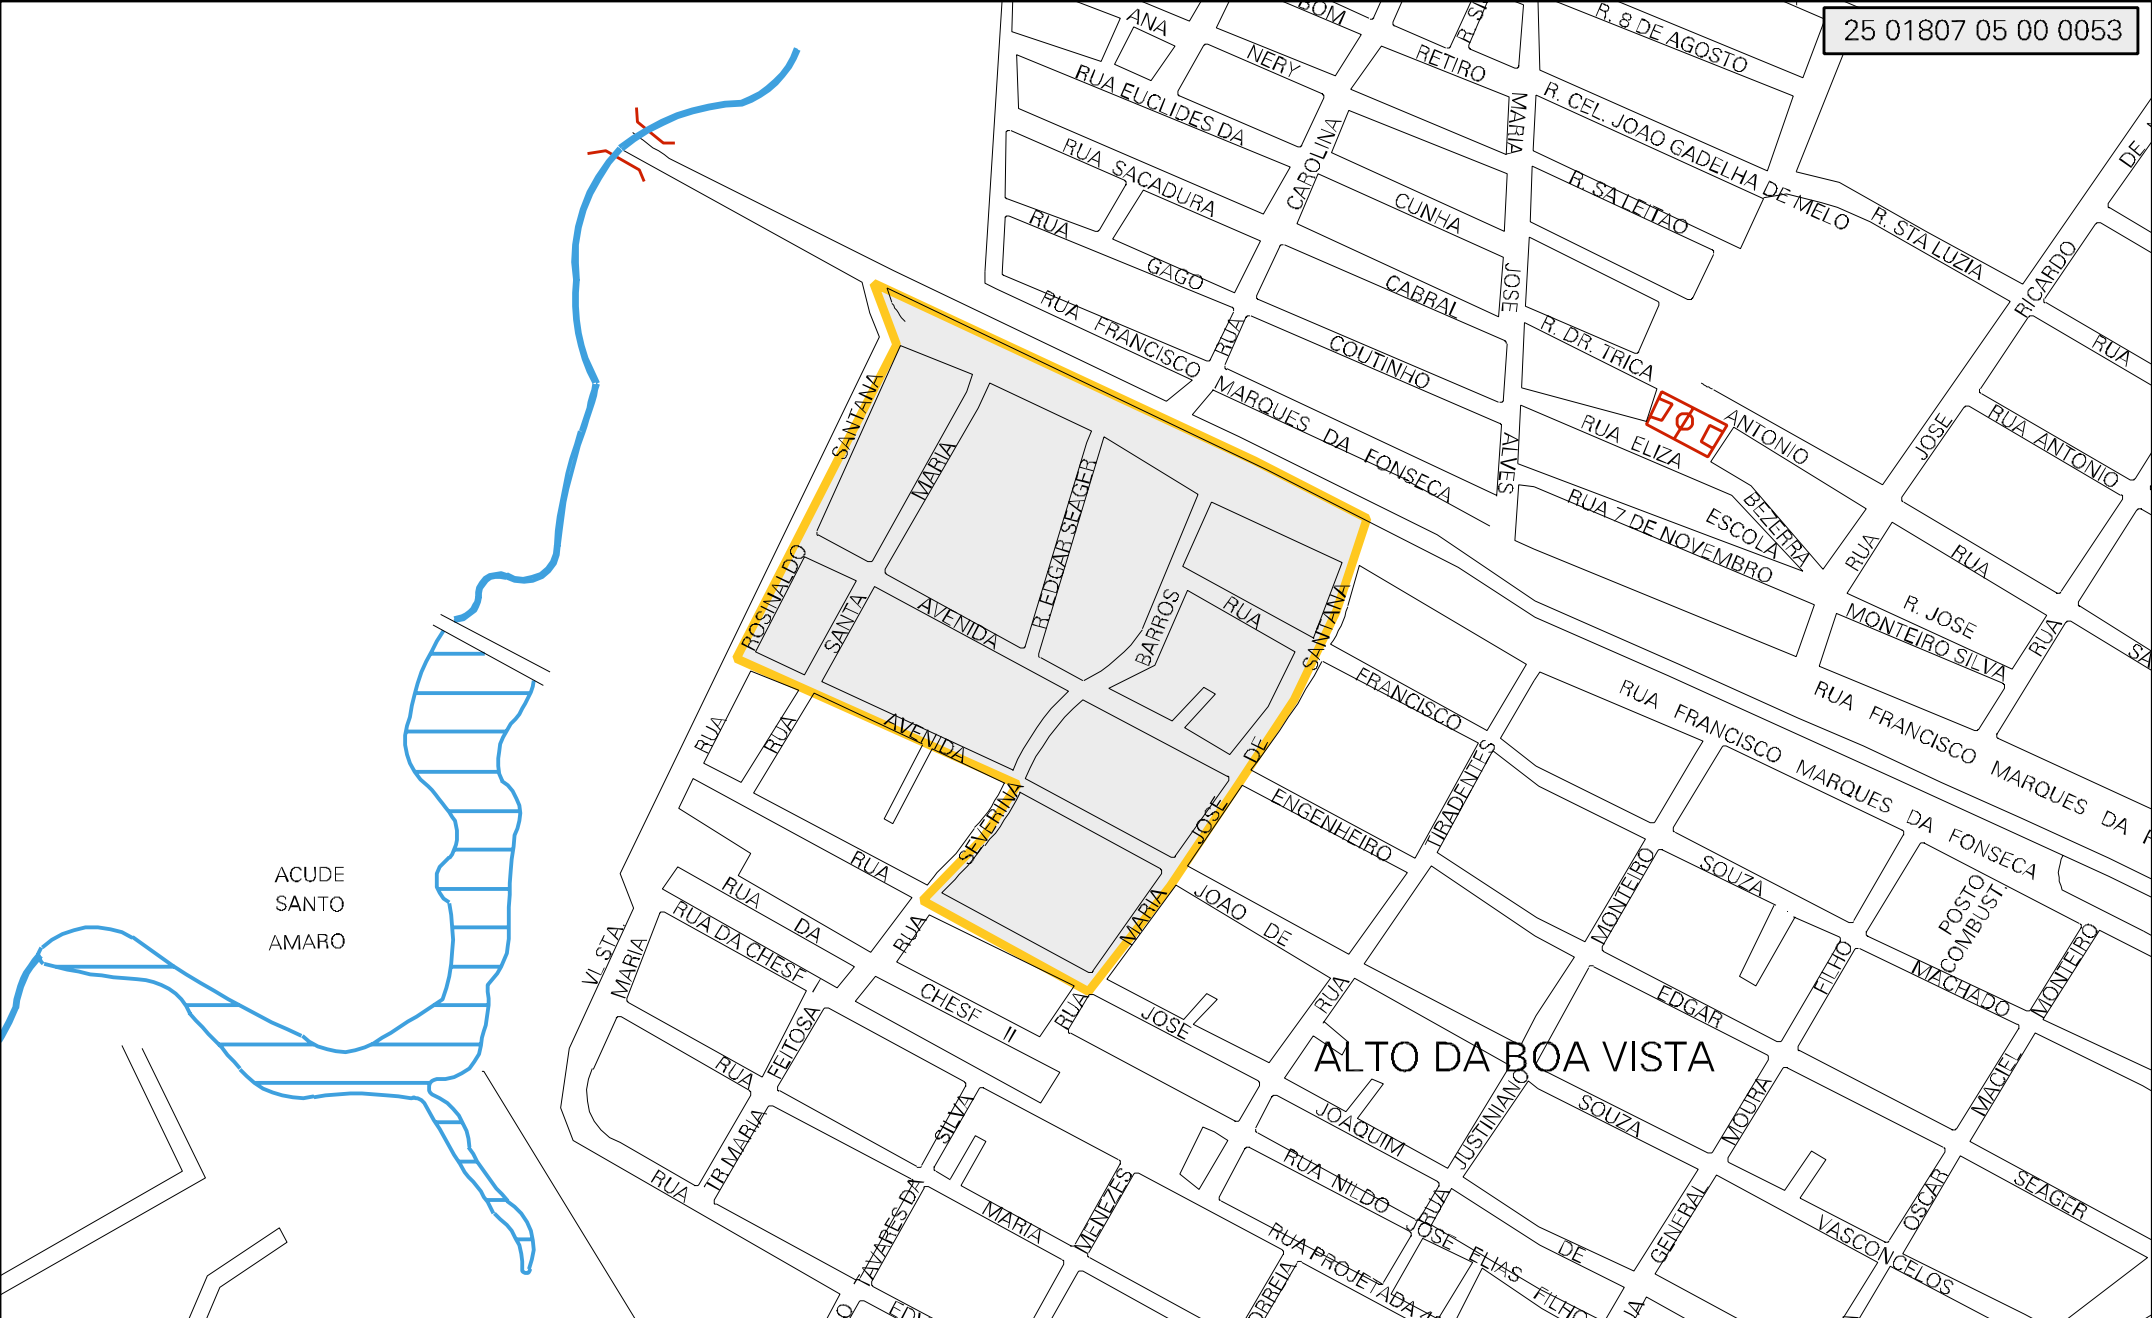 25 01807 05 00 0053
ANA
BOM
R. 8 DE AGOSTO
NERY
RETIRO
RUA EUCLIDES DA
MARIA
R. CEL. JOAO GADELHA DE MELO
CAROLINA
RUA SACADURA
CUNHA
R. SA LEITAO
R. STA LUZIA
DE
RUA
GAGO
CABRAL
JOSE
RICARDO
RUA FRANCISCO
RUA
COUTINHO
R. DR. TRICA
RUA
MARQUES DA FONSECA
ALVES
RUA ELIZA
ANTONIO
JOSE
RUA ANTONIO
SANTANA
MARIA
R. EDGAR SEAGER
RUA 7 DE NOVEMBRO
ESCOLA
BEZERRA
RUA
RUA
ROSINALDO
SANTA
AVENIDA
BARROS
RUA
SANTANA
R. JOSE
MONTEIRO SILVA
RUA
SA
FRANCISCO
RUA FRANCISCO MARQUES DA FONSECA
RUA FRANCISCO MARQUES DA F
RUA
RUA
AVENIDA
DE
ENGENHEIRO
TIRADENTES
SEVERINA
JOSE
RUA
SOUZA
MONTEIRO
POSTO
COMBUST.
ACUDE
SANTO
AMARO
RUA DA
RUA DA CHESF I
RUA
MARIA
JOAO DE
FILHO
MACHADO
MONTEIRO
VL STA.
MARIA
CHESF II
RUA
JOSE
RUA
EDGAR
ALTO DA BOA VISTA
FEITOSA
RUA
TR MARIA
SILVA
JOAQUIM
JUSTINIANO
SOUZA
MOURA
MACIEL
RUA
TAVARES DA
MARIA
MENEZES
RUA NILDO
JOSE ELIAS FILHO
RUA
DE
GENERAL
OSCAR
SEAGER
VASCONCELOS
RUA PROJETADA